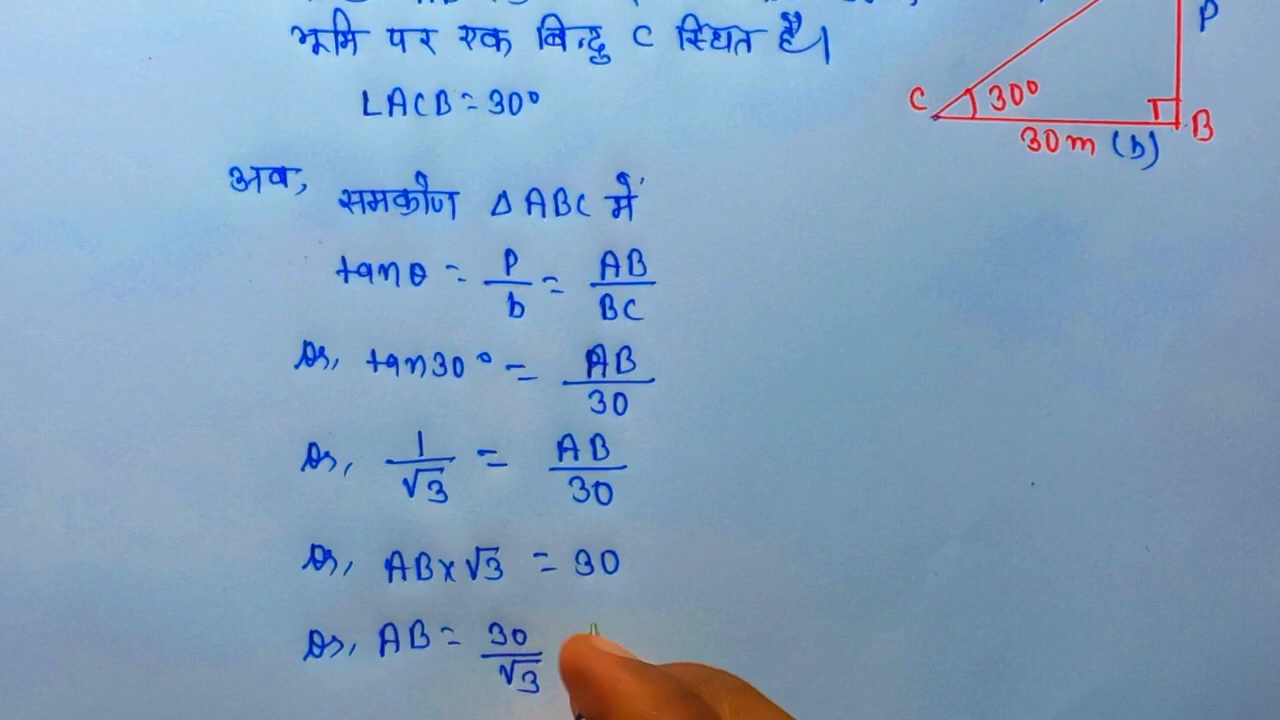 भूमि पर एक बिन्दु C स्थित है।
∠ACB = 30°
अब, समकोण ΔABC में
tanθ = P/b = AB/BC
Or, tan30° = AB/30
Or, 1/√3 = AB/30
Or, AB×√3 = 30
Or, AB = 30/√3
P
C 30°
B
30m (b)